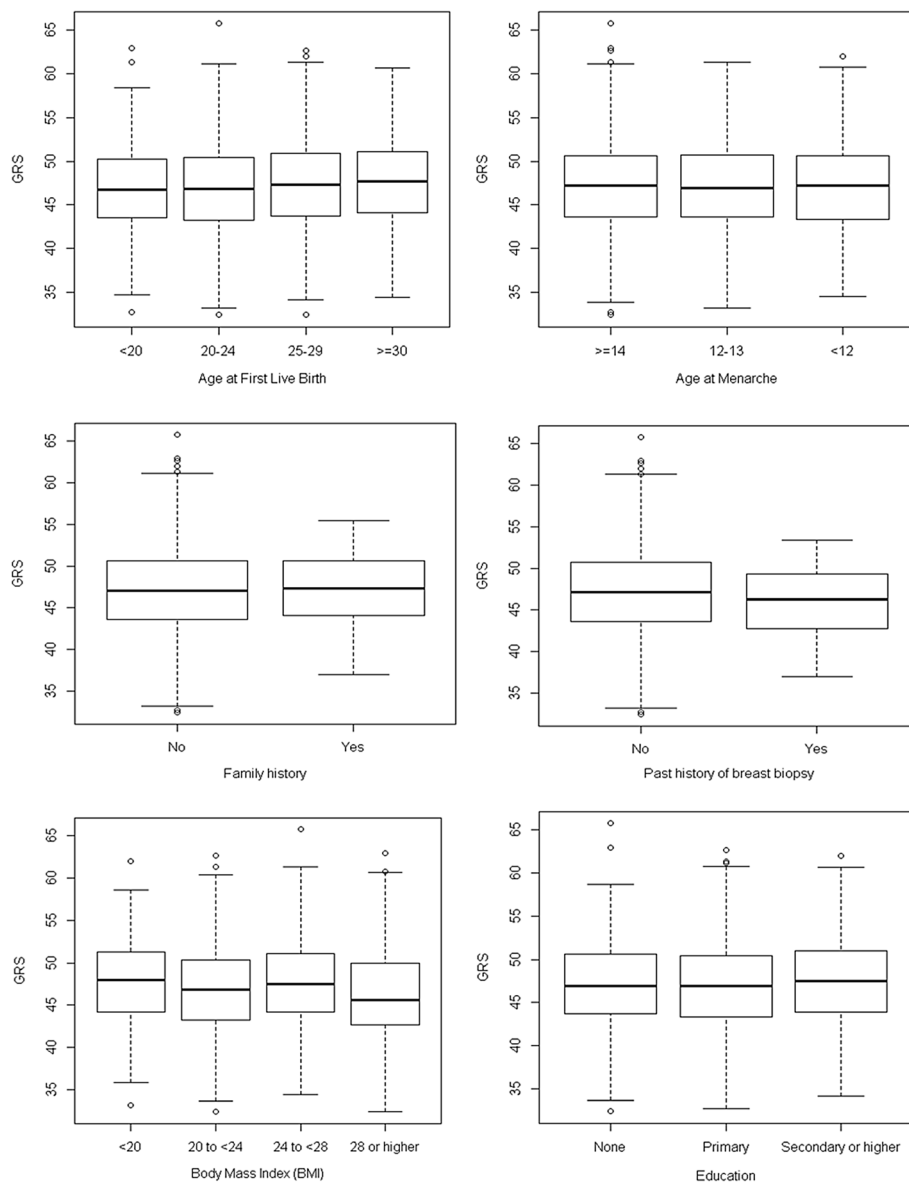 GRS
65
60
55
50
45
40
35
<20 20-24 25-29 >=30
Age at First Live Birth
GRS
65
60
55
50
45
40
35
>=14 12-13 <12
Age at Menarche
GRS
65
60
55
50
45
40
35
No Yes
Family history
GRS
65
60
55
50
45
40
35
No Yes
Past history of breast biopsy
GRS
65
60
55
50
45
40
35
<20 20 to <24 24 to <28 28 or higher
Body Mass Index (BMI)
GRS
65
60
55
50
45
40
35
None Primary Secondary or higher
Education